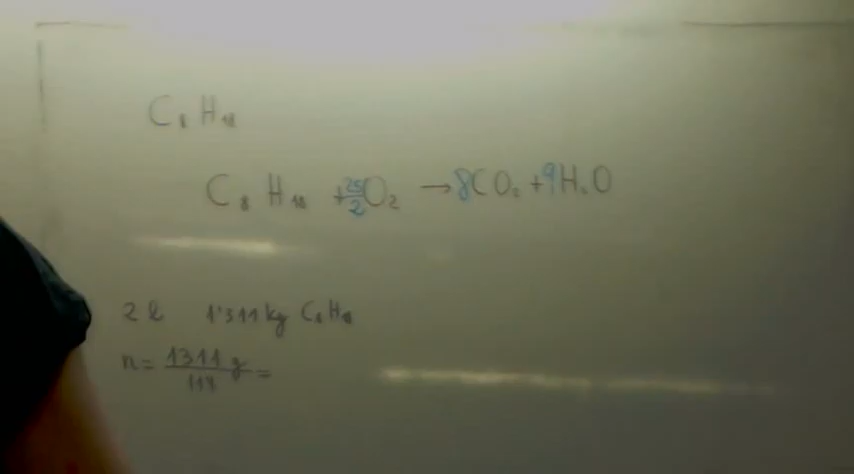 C₈H₁₈
C₈H₁₈ + 25/2 O₂ → 8CO₂ + 9H₂O
2 l 1'311 kg C₈H₁₈
n = 1311 g / 114 =